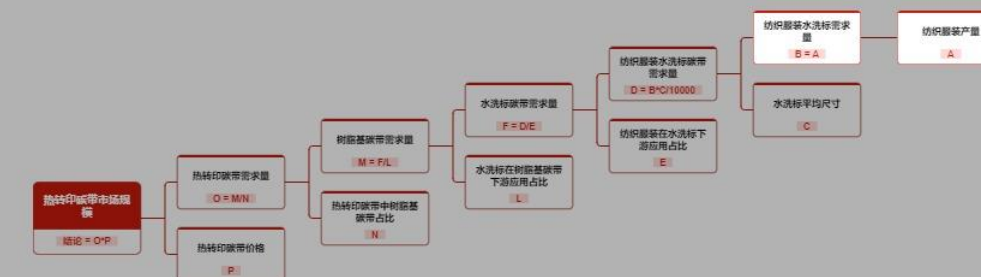 热转印碳带市场规
模
结论 = O*P
热转印碳带需求量
O = M/N
热转印碳带价格
P
树脂基碳带需求量
M = F/L
热转印碳带中树脂基
碳带占比
N
水洗标碳带需求量
F = D/E
水洗标在树脂基碳带
下游应用占比
L
纺织服装水洗标碳带
需求量
D = B*C/10000
纺织服装在水洗标下
游应用占比
E
纺织服装水洗标需求
量
B = A
水洗标平均尺寸
C
纺织服装产量
A